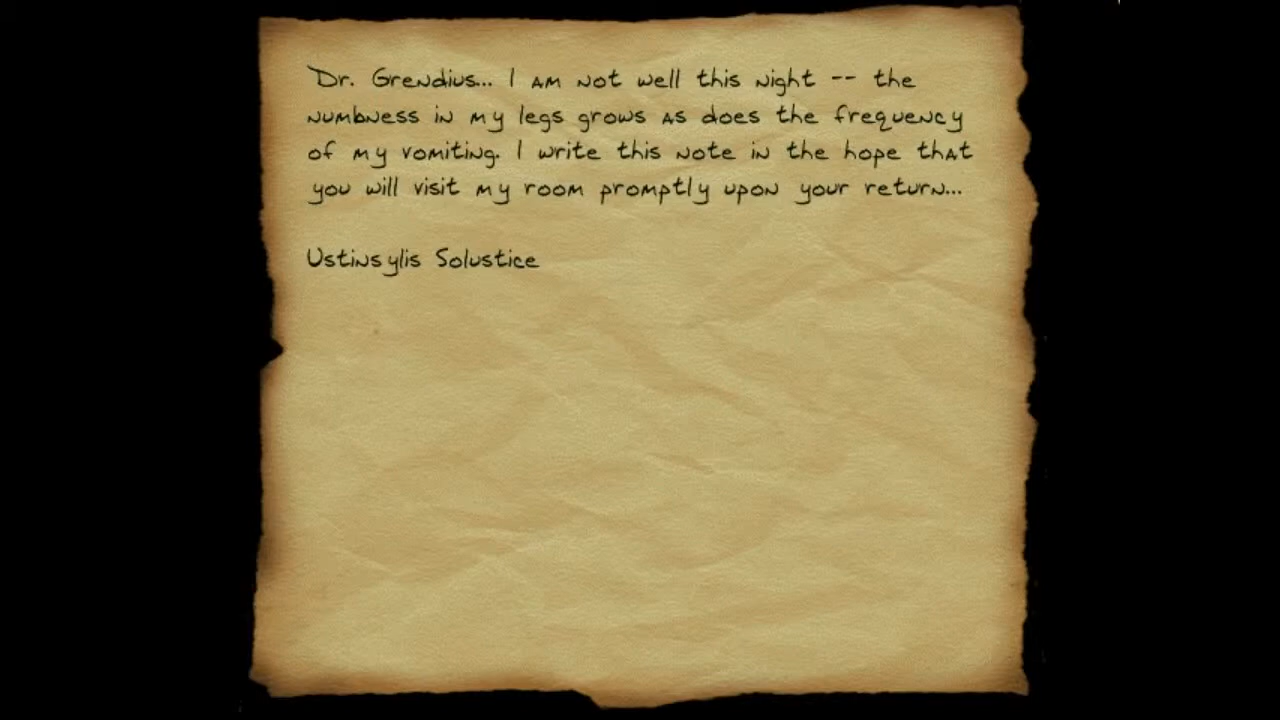 Dr. Grendius... I am not well this night -- the
numbness in my legs grows as does the frequency
of my vomiting. I write this note in the hope that
you will visit my room promptly upon your return...
Ustinsylis Solustice